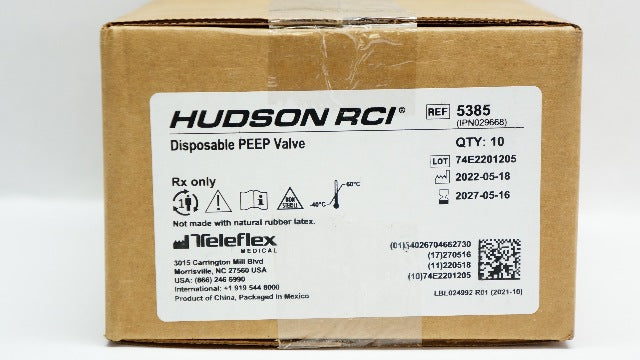 HUDSON RCI®
REF 5385
(IPN029668)
Disposable PEEP Valve
QTY: 10
LOT 74E2201205
2022-05-18
2027-05-16
Rx only
1
i
NON STERILE
-40°C
60°C
Not made with natural rubber latex.
Teleflex
MEDICAL
3015 Carrington Mill Blvd
Morrisville, NC 27560 USA
USA: (866) 246 6990
International: +1 919 544 8000
Product of China, Packaged in Mexico
(01)54026704662730
(17)270516
(11)220518
(10)74E2201205
LBL024992 R01 (2021-10)